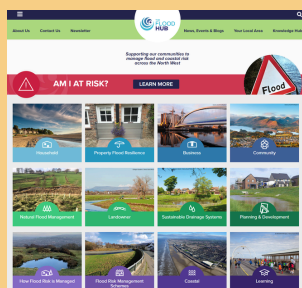 THE
FLOOD
HUB
About Us
Contact Us
Newsletter
News, Events & Blogs
Your Local Area
Knowledge Hub
Supporting our communities to
manage flood and coastal risk
across the North West
AM I AT RISK?
LEARN MORE
Flood
Household
Property Flood Resilience
Business
Community
Natural Flood Management
Landowner
Sustainable Drainage Systems
Planning & Development
How Flood Risk is Managed
Flood Risk Management
Schemes
Coastal
Learning